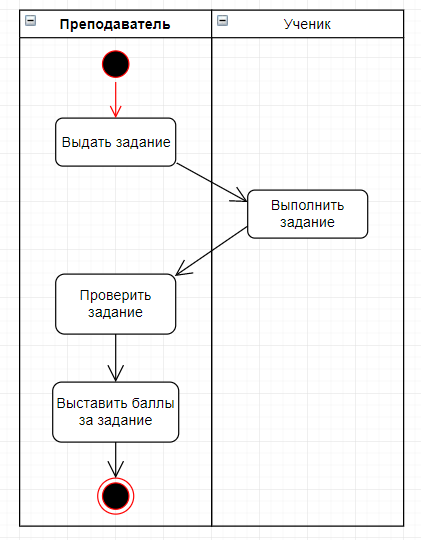 Преподаватель
Ученик
Выдать задание
Выполнить
задание
Проверить
задание
Выставить баллы
за задание